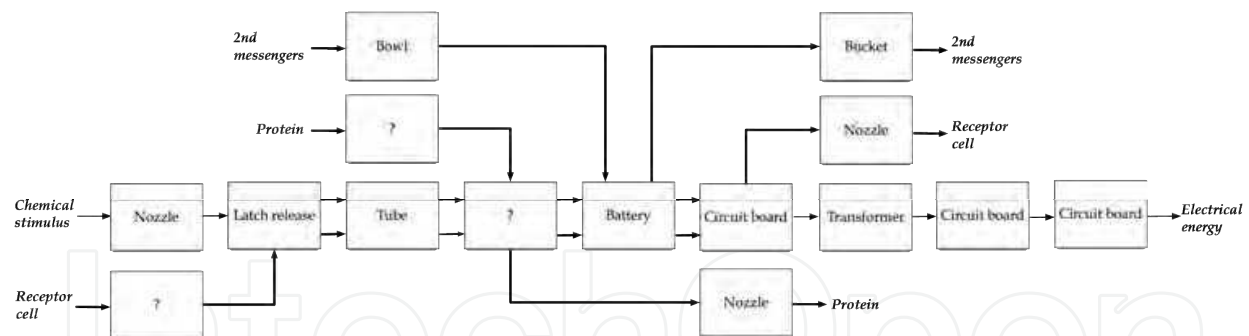 2nd
messengers
Bowl
Bucket
2nd
messengers
Protein
?
Nozzle
Receptor
cell
Chemical
stimulus
Nozzle
Latch release
Tube
?
Battery
Circuit board
Transformer
Circuit board
Circuit board
Electrical
energy
Receptor
cell
?
Nozzle
Protein
IntechOpen